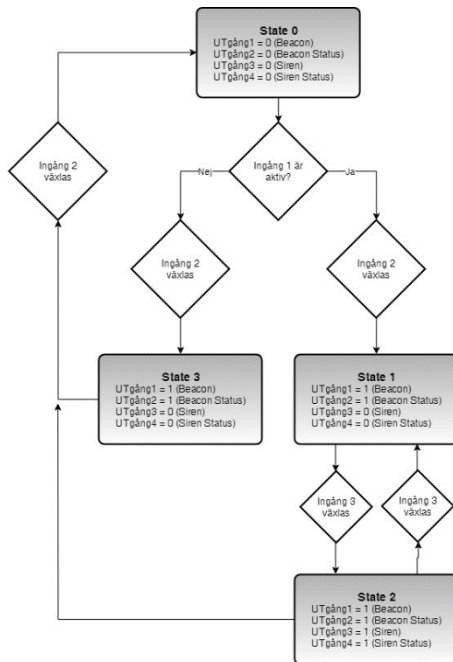 State 0
UTgång1 = 0 (Beacon)
UTgång2 = 0 (Beacon Status)
UTgång3 = 0 (Siren)
UTgång4 = 0 (Siren Status)
Ingång 2
växlas
Ingång 1 är
aktiv?
Nej
Ja
Ingång 2
växlas
Ingång 2
växlas
State 3
UTgång1 = 1 (Beacon)
UTgång2 = 1 (Beacon Status)
UTgång3 = 0 (Siren)
UTgång4 = 0 (Siren Status)
State 1
UTgång1 = 1 (Beacon)
UTgång2 = 1 (Beacon Status)
UTgång3 = 0 (Siren)
UTgång4 = 0 (Siren Status)
Ingång 3
växlas
Ingång 3
växlas
State 2
UTgång1 = 1 (Beacon)
UTgång2 = 1 (Beacon Status)
UTgång3 = 1 (Siren)
UTgång4 = 1 (Siren Status)